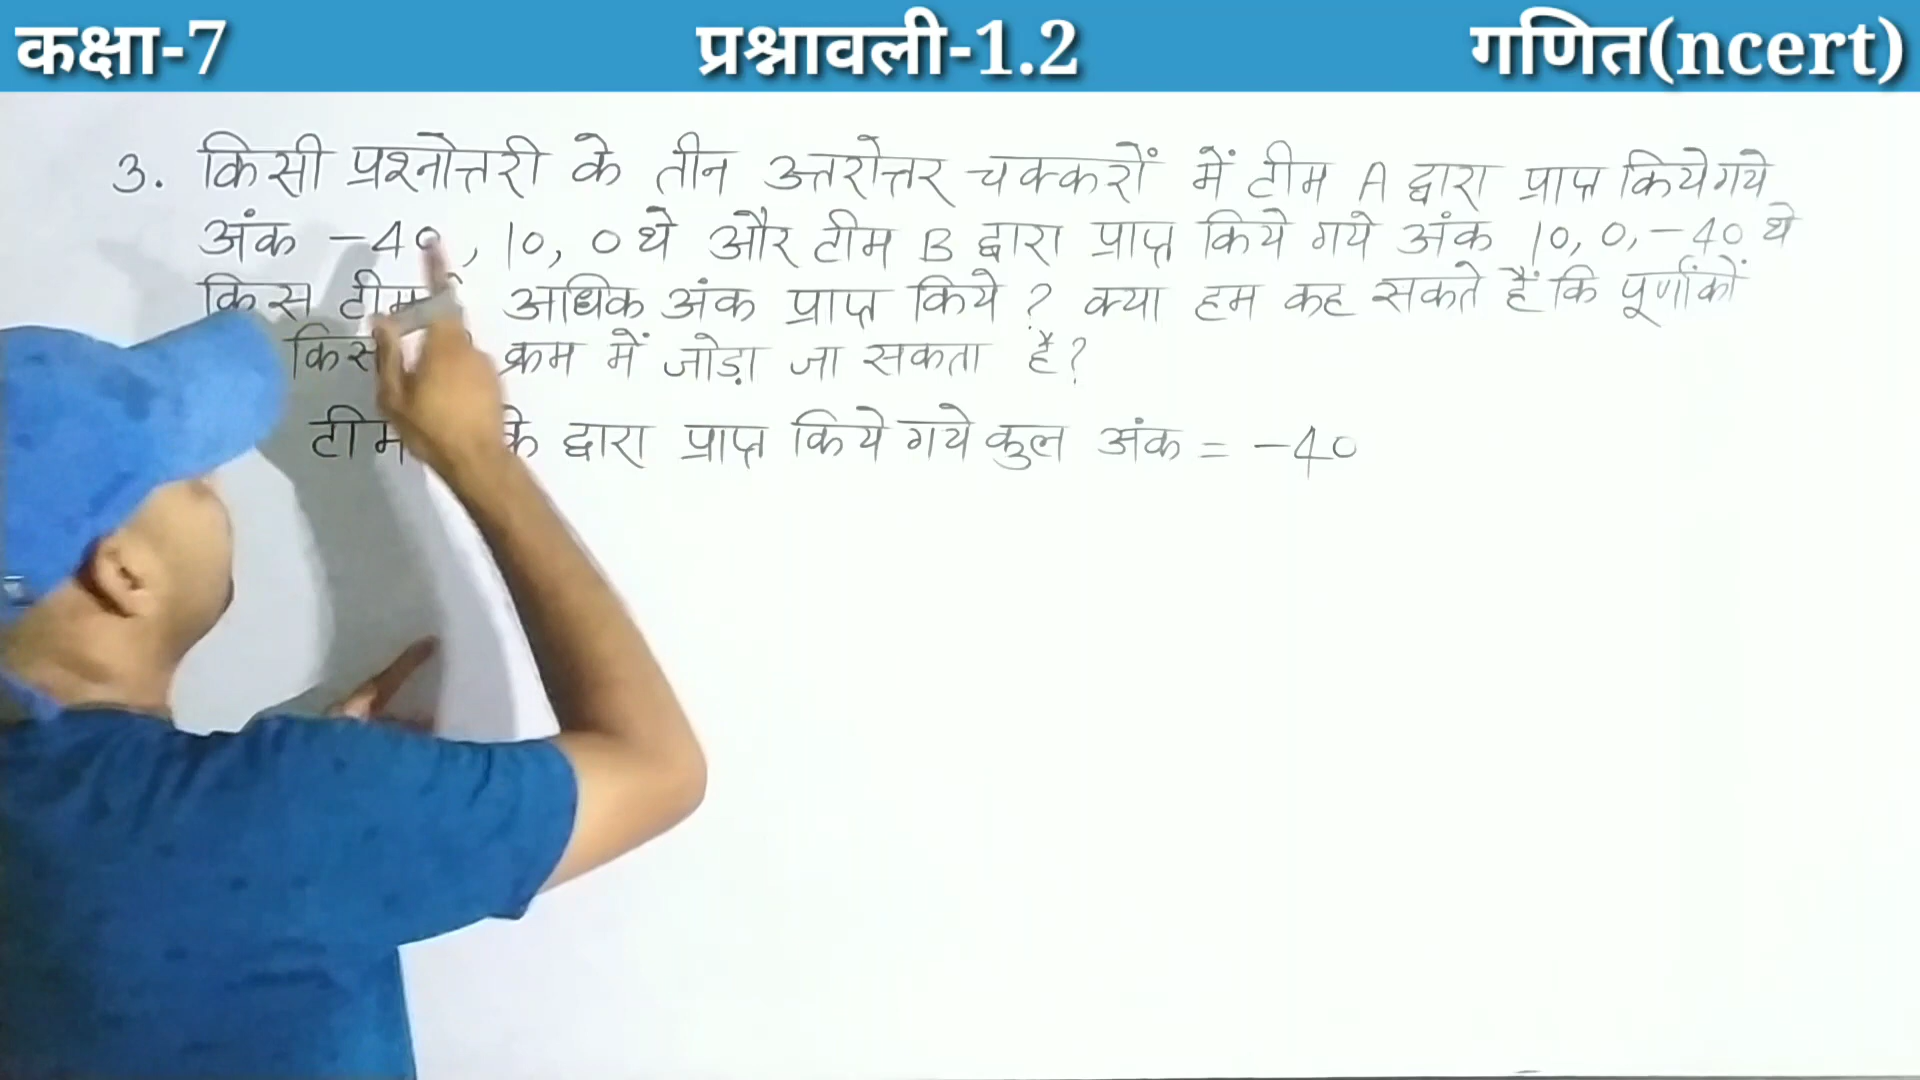 कक्षा-7 प्रश्नावली-1.2 गणित(ncert)
3. किसी प्रश्नोत्तरी के तीन उत्तरोत्तर चक्करों में टीम A द्वारा प्राप्त किये गये
अंक -40, 10, 0 थे और टीम B द्वारा प्राप्त किये गये अंक 10, 0, -40 थे
किस टीम अधिक अंक प्राप्त किये ? क्या हम कह सकते हैं कि पूर्णांकों
क्रम में जोड़ा जा सकता है?
टीम के द्वारा प्राप्त किये गये कुल अंक = -40